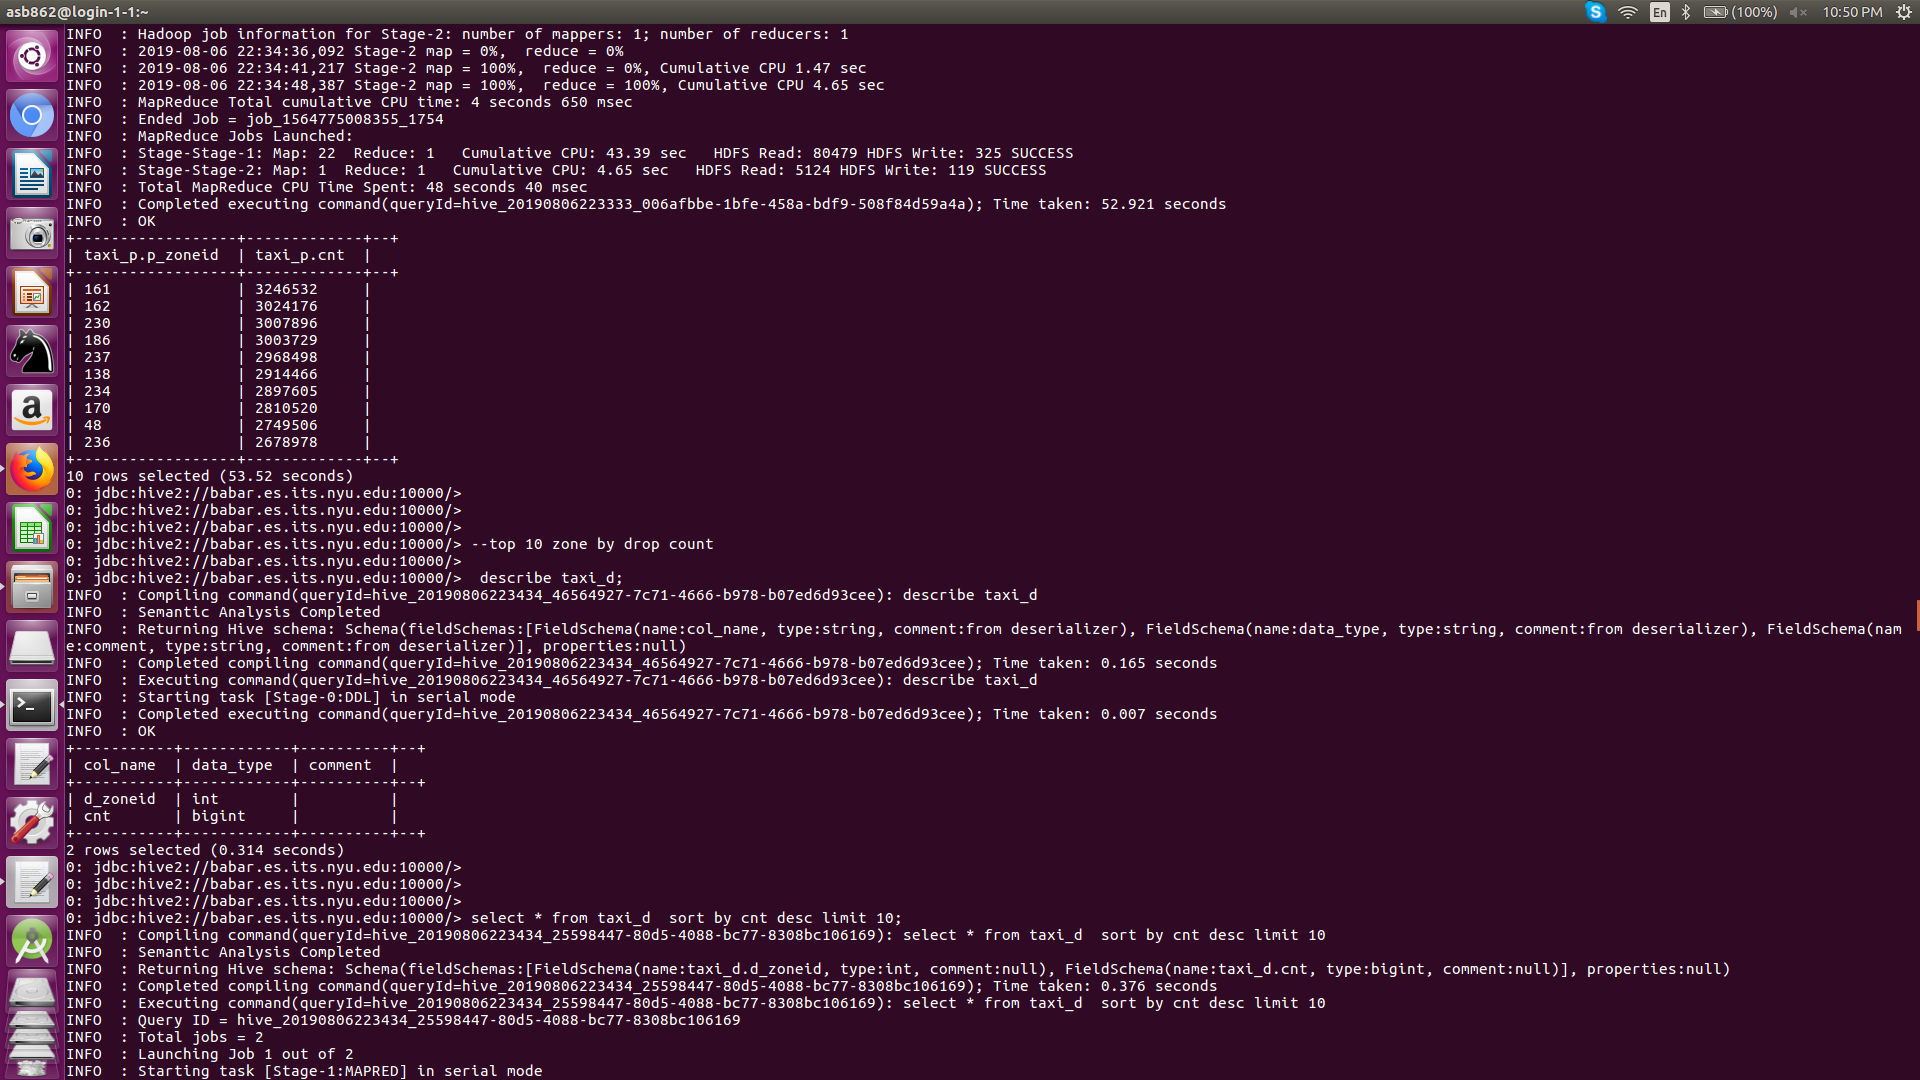 asb862@login-1-1:~
En (100%) 10:50 PM
INFO  : Hadoop job information for Stage-2: number of mappers: 1; number of reducers: 1
INFO  : 2019-08-06 22:34:36,092 Stage-2 map = 0%,  reduce = 0%
INFO  : 2019-08-06 22:34:41,217 Stage-2 map = 100%,  reduce = 0%, Cumulative CPU 1.47 sec
INFO  : 2019-08-06 22:34:48,387 Stage-2 map = 100%,  reduce = 100%, Cumulative CPU 4.65 sec
INFO  : MapReduce Total cumulative CPU time: 4 seconds 650 msec
INFO  : Ended Job = job_1564775008355_1754
INFO  : MapReduce Jobs Launched:
INFO  : Stage-Stage-1: Map: 22  Reduce: 1   Cumulative CPU: 43.39 sec   HDFS Read: 80479 HDFS Write: 325 SUCCESS
INFO  : Stage-Stage-2: Map: 1  Reduce: 1   Cumulative CPU: 4.65 sec   HDFS Read: 5124 HDFS Write: 119 SUCCESS
INFO  : Total MapReduce CPU Time Spent: 48 seconds 40 msec
INFO  : Completed executing command(queryId=hive_20190806223333_006afbbe-1bfe-458a-bdf9-508f84d59a4a); Time taken: 52.921 seconds
INFO  : OK
+------------------+-------------+--+
| taxi_p.p_zoneid  | taxi_p.cnt  |
+------------------+-------------+--+
| 161              | 3246532     |
| 162              | 3024176     |
| 230              | 3007896     |
| 186              | 3003729     |
| 237              | 2968498     |
| 138              | 2914466     |
| 234              | 2897605     |
| 170              | 2810520     |
| 48               | 2749506     |
| 236              | 2678978     |
+------------------+-------------+--+
10 rows selected (53.52 seconds)
0: jdbc:hive2://babar.es.its.nyu.edu:10000/>
0: jdbc:hive2://babar.es.its.nyu.edu:10000/>
0: jdbc:hive2://babar.es.its.nyu.edu:10000/>
0: jdbc:hive2://babar.es.its.nyu.edu:10000/> --top 10 zone by drop count
0: jdbc:hive2://babar.es.its.nyu.edu:10000/>
0: jdbc:hive2://babar.es.its.nyu.edu:10000/>  describe taxi_d;
INFO  : Compiling command(queryId=hive_20190806223434_46564927-7c71-4666-b978-b07ed6d93cee): describe taxi_d
INFO  : Semantic Analysis Completed
INFO  : Returning Hive schema: Schema(fieldSchemas:[FieldSchema(name:col_name, type:string, comment:from deserializer), FieldSchema(name:data_type, type:string, comment:from deserializer), FieldSchema(nam
e:comment, type:string, comment:from deserializer)], properties:null)
INFO  : Completed compiling command(queryId=hive_20190806223434_46564927-7c71-4666-b978-b07ed6d93cee); Time taken: 0.165 seconds
INFO  : Executing command(queryId=hive_20190806223434_46564927-7c71-4666-b978-b07ed6d93cee): describe taxi_d
INFO  : Starting task [Stage-0:DDL] in serial mode
INFO  : Completed executing command(queryId=hive_20190806223434_46564927-7c71-4666-b978-b07ed6d93cee); Time taken: 0.007 seconds
INFO  : OK
+-----------+------------+----------+--+
| col_name  | data_type  | comment  |
+-----------+------------+----------+--+
| d_zoneid  | int        |          |
| cnt       | bigint     |          |
+-----------+------------+----------+--+
2 rows selected (0.314 seconds)
0: jdbc:hive2://babar.es.its.nyu.edu:10000/>
0: jdbc:hive2://babar.es.its.nyu.edu:10000/>
0: jdbc:hive2://babar.es.its.nyu.edu:10000/>
0: jdbc:hive2://babar.es.its.nyu.edu:10000/> select * from taxi_d  sort by cnt desc limit 10;
INFO  : Compiling command(queryId=hive_20190806223434_25598447-80d5-4088-bc77-8308bc106169): select * from taxi_d  sort by cnt desc limit 10
INFO  : Semantic Analysis Completed
INFO  : Returning Hive schema: Schema(fieldSchemas:[FieldSchema(name:taxi_d.d_zoneid, type:int, comment:null), FieldSchema(name:taxi_d.cnt, type:bigint, comment:null)], properties:null)
INFO  : Completed compiling command(queryId=hive_20190806223434_25598447-80d5-4088-bc77-8308bc106169); Time taken: 0.376 seconds
INFO  : Executing command(queryId=hive_20190806223434_25598447-80d5-4088-bc77-8308bc106169): select * from taxi_d  sort by cnt desc limit 10
INFO  : Query ID = hive_20190806223434_25598447-80d5-4088-bc77-8308bc106169
INFO  : Total jobs = 2
INFO  : Launching Job 1 out of 2
INFO  : Starting task [Stage-1:MAPRED] in serial mode